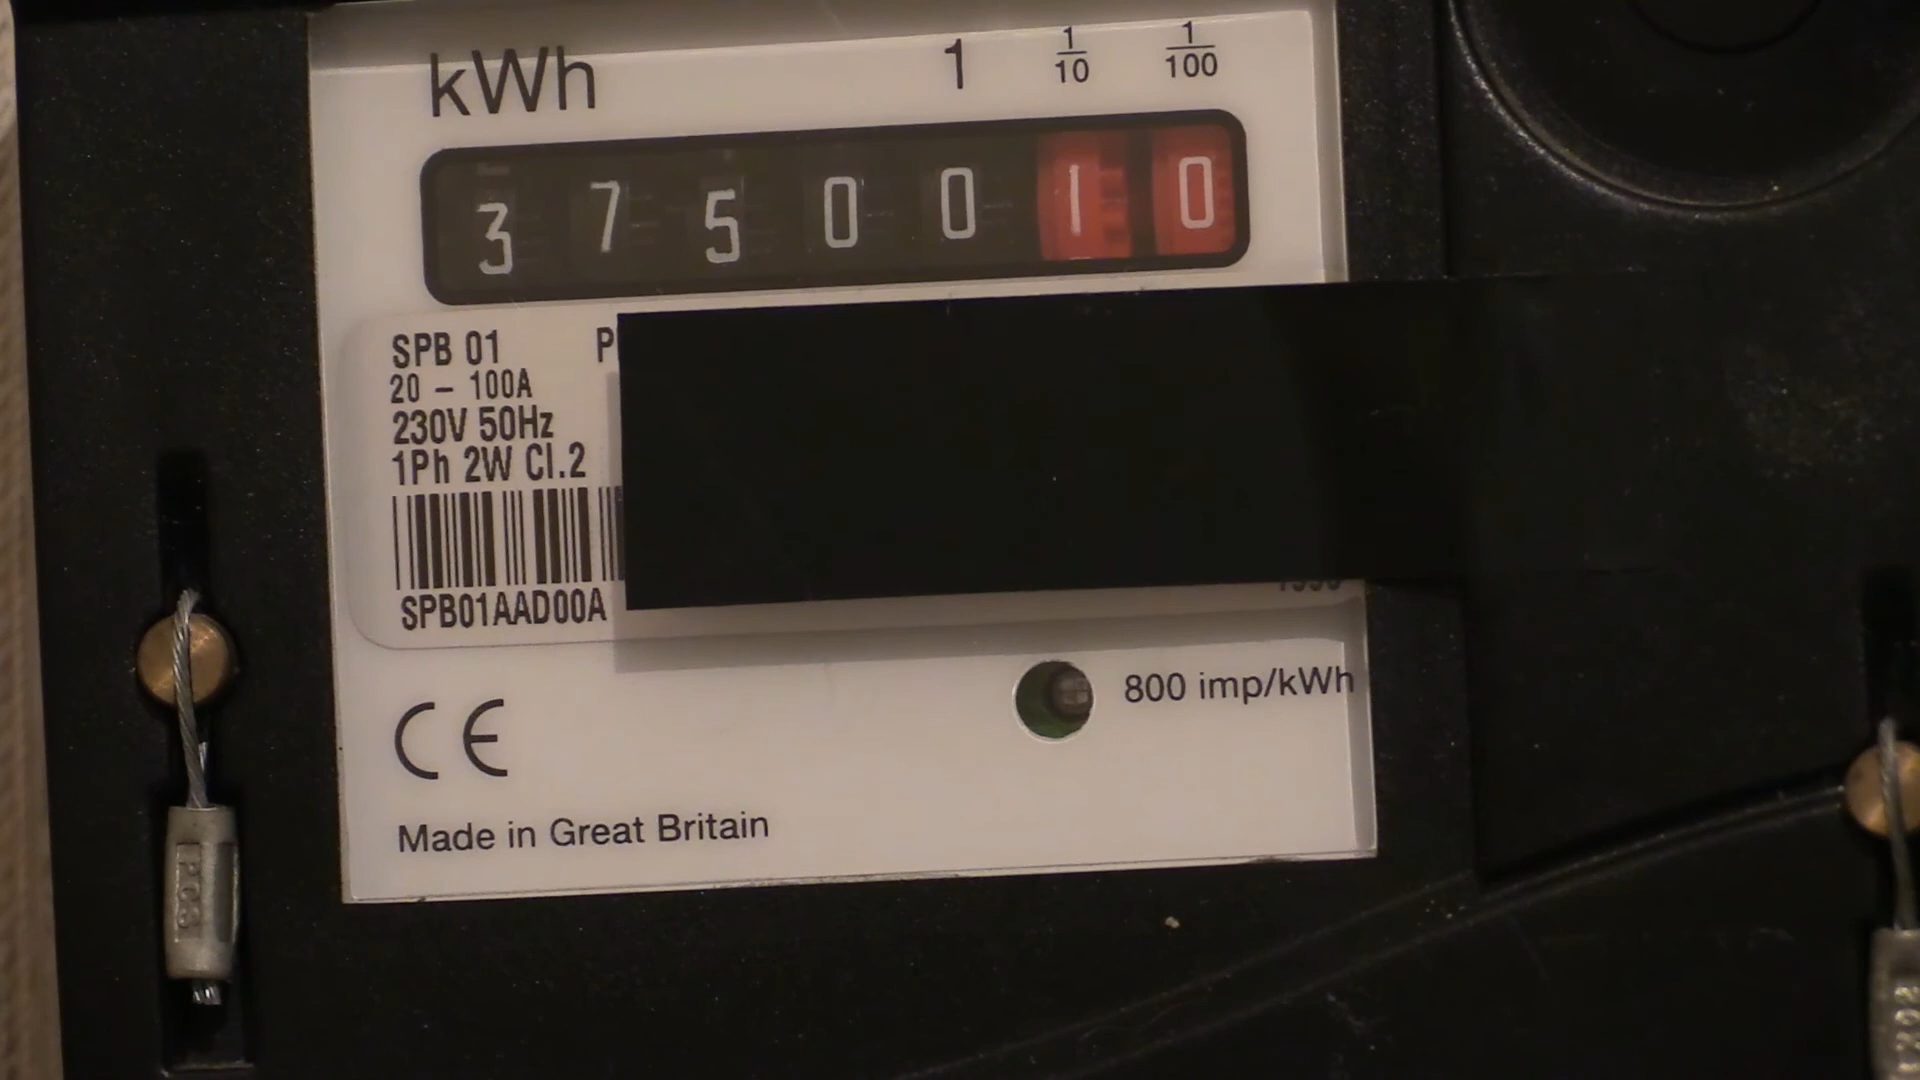 kWh 1 1/10 1/100
3 7 5 0 0 1 0
SPB 01
20 – 100A
230V 50Hz
1Ph 2W Cl.2
SPB01AAD00A
800 imp/kWh
CE
Made in Great Britain